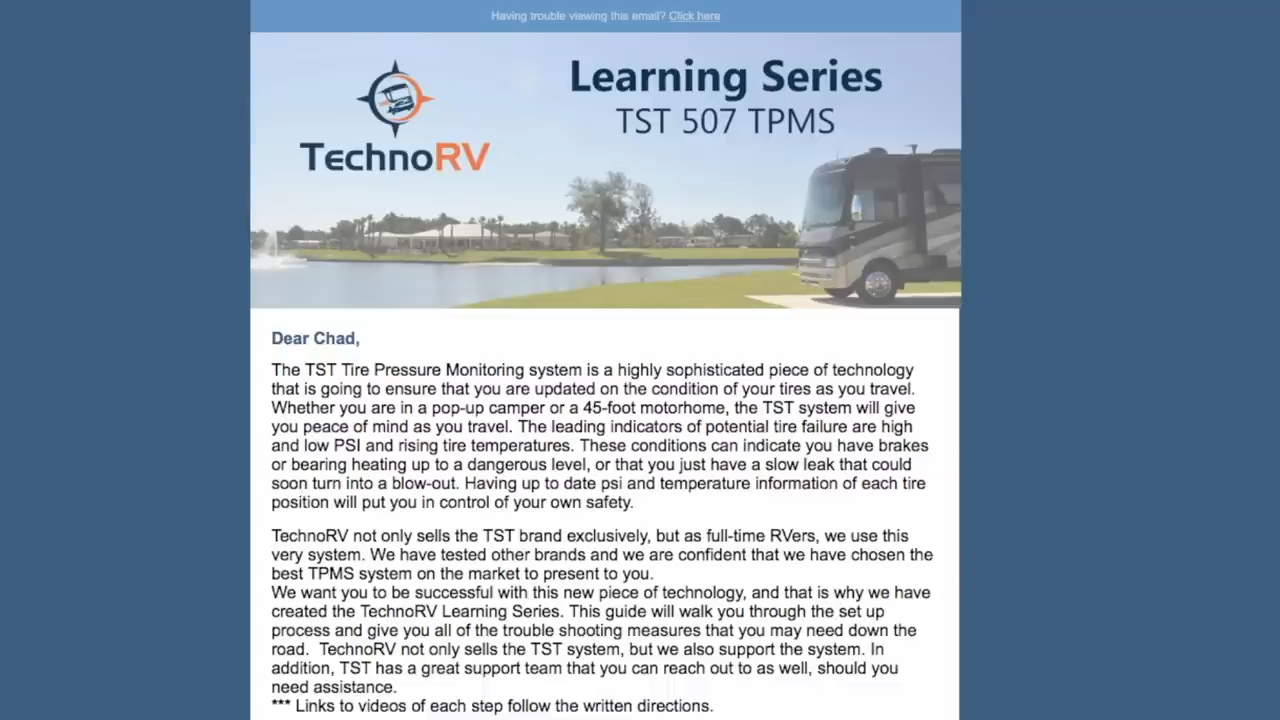 Having trouble viewing this email? Click here
Learning Series
TST 507 TPMS
TechnoRV
Dear Chad,
The TST Tire Pressure Monitoring system is a highly sophisticated piece of technology
that is going to ensure that you are updated on the condition of your tires as you travel.
Whether you are in a pop-up camper or a 45-foot motorhome, the TST system will give
you peace of mind as you travel. The leading indicators of potential tire failure are high
and low PSI and rising tire temperatures. These conditions can indicate you have brakes
or bearing heating up to a dangerous level, or that you just have a slow leak that could
soon turn into a blow-out. Having up to date psi and temperature information of each tire
position will put you in control of your own safety.
TechnoRV not only sells the TST brand exclusively, but as full-time RVers, we use this
very system. We have tested other brands and we are confident that we have chosen the
best TPMS system on the market to present to you.
We want you to be successful with this new piece of technology, and that is why we have
created the TechnoRV Learning Series. This guide will walk you through the set up
process and give you all of the trouble shooting measures that you may need down the
road.  TechnoRV not only sells the TST system, but we also support the system. In
addition, TST has a great support team that you can reach out to as well, should you
need assistance.
*** Links to videos of each step follow the written directions.